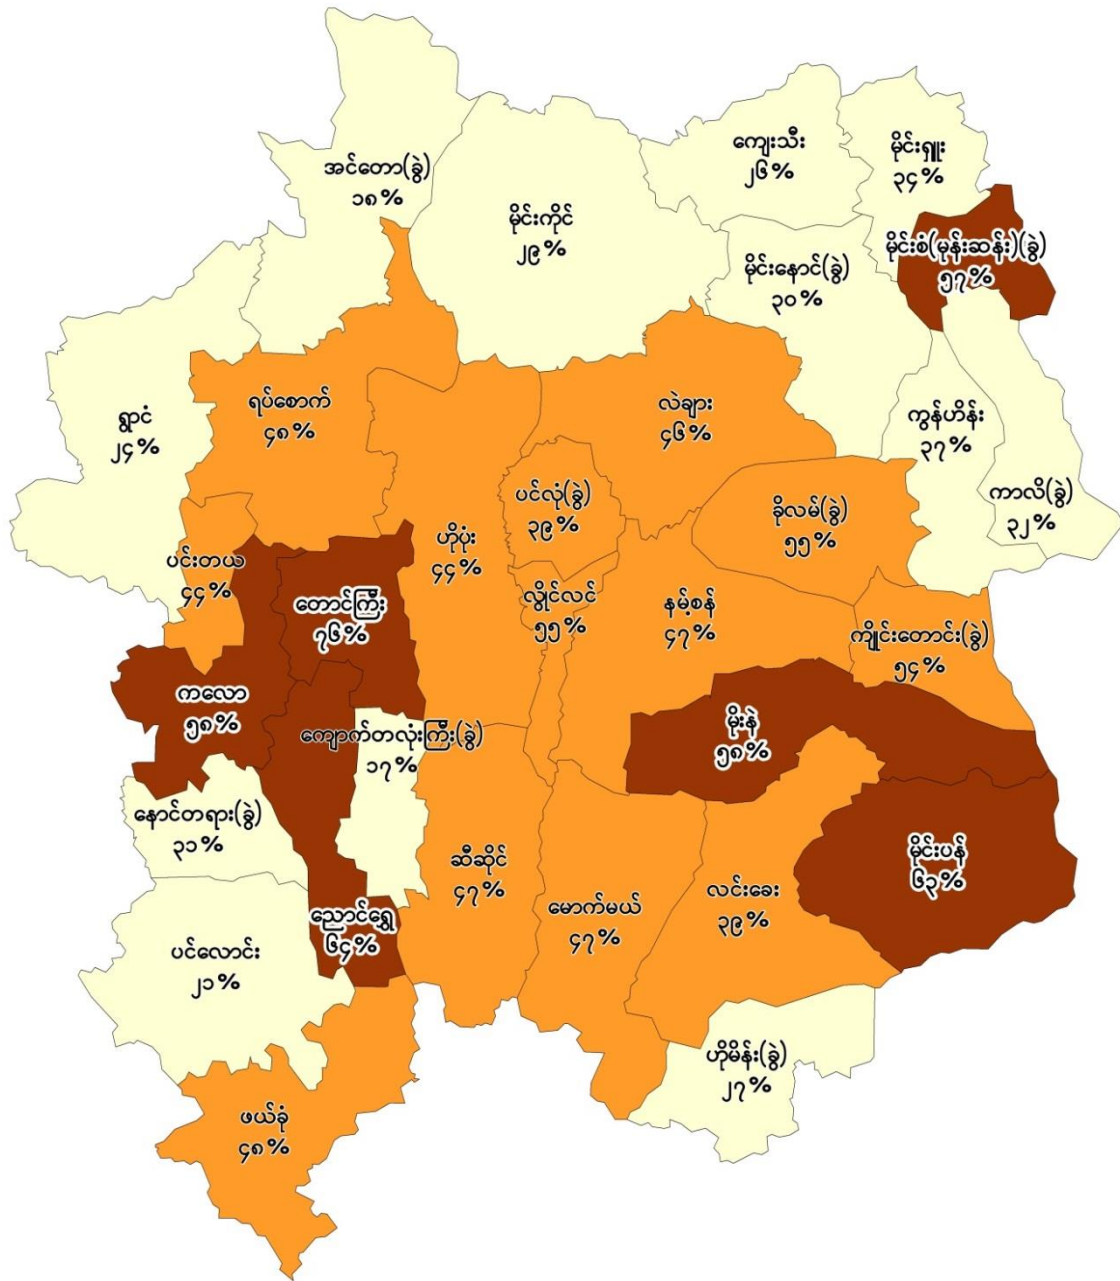 ကျေးသီး
၂၆%
မိုင်းရှူး
၃၄%
အင်တော(ခွဲ)
၁၈%
မိုင်းကိုင်
၂၉%
မိုင်းစံ(မုန်းဆန်း)(ခွဲ)
၅၇%
မိုင်းနောင်(ခွဲ)
၃၀%
ရပ်စောက်
၄၈%
လဲချား
၄၆%
ရွာငံ
၂၄%
ကွန်ဟိန်း
၃၇%
ပင်လုံ(ခွဲ)
၃၉%
ခိုလမ်(ခွဲ)
၅၅%
ကာလိ(ခွဲ)
၃၂%
ဟိုပုံး
၄၄%
ပင်းတယ
၄၄%
တောင်ကြီး
၇၆%
လွိုင်လင်
၅၅%
နမ့်စန်
၄၇%
ကျိုင်းတောင်း(ခွဲ)
၅၄%
ကလော
၅၈%
မိုးနဲ
၅၈%
ကျောက်တလုံးကြီး(ခွဲ)
၁၇%
နောင်တရား(ခွဲ)
၃၁%
ဆီဆိုင်
၄၇%
မိုင်းပန်
၆၃%
မောက်မယ်
၄၇%
လင်းခေး
၃၉%
ညောင်ရွှေ
၆၄%
ပင်လောင်း
၂၁%
ဟိုမိန်း(ခွဲ)
၂၇%
ဖယ်ခုံ
၄၈%